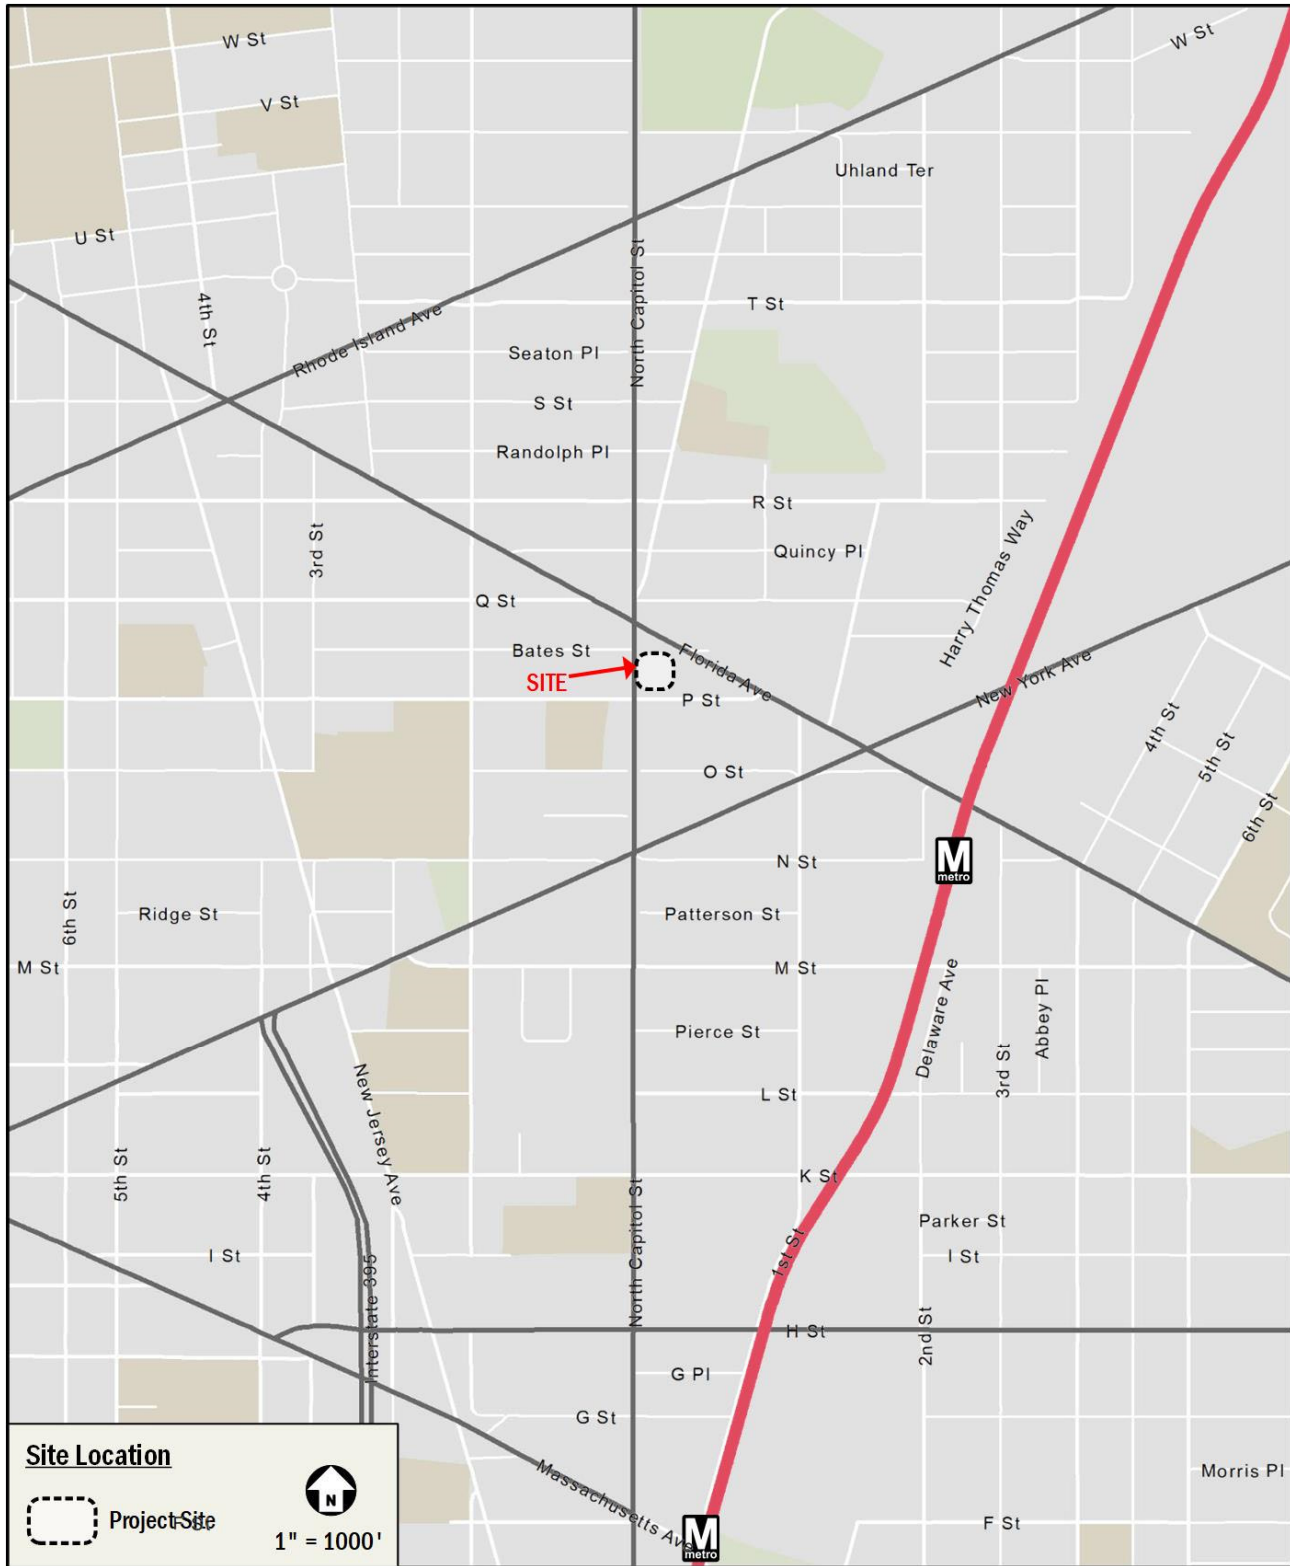 W St
W St
V St
Uhland Ter
U St
North Capitol St
4th St
T St
Rhode Island Ave
Seaton Pl
S St
Randolph Pl
R St
3rd St
Quincy Pl
Harry Thomas Way
Q St
Bates St
SITE
Florida Ave
New York Ave
P St
4th St
5th St
O St
6th St
N St
M
metro
6th St
Ridge St
Patterson St
M St
M St
Delaware Ave
Abbey Pl
Pierce St
3rd St
L St
New Jersey Ave
5th St
4th St
K St
North Capitol St
Parker St
1st St
I St
I St
Interstate 395
H St
2nd St
G Pl
G St
Massachusetts Ave
Morris Pl
F St
M
metro
Site Location
Project Site
F St
N
1" = 1000'